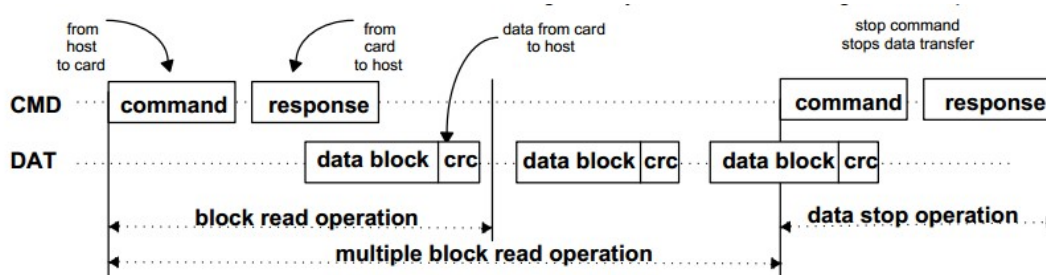 from
host
to card
from
card
to host
data from card
to host
stop command
stops data transfer
CMD
command
response
command
response
DAT
data block
crc
data block
crc
data block
crc
block read operation
data stop operation
multiple block read operation